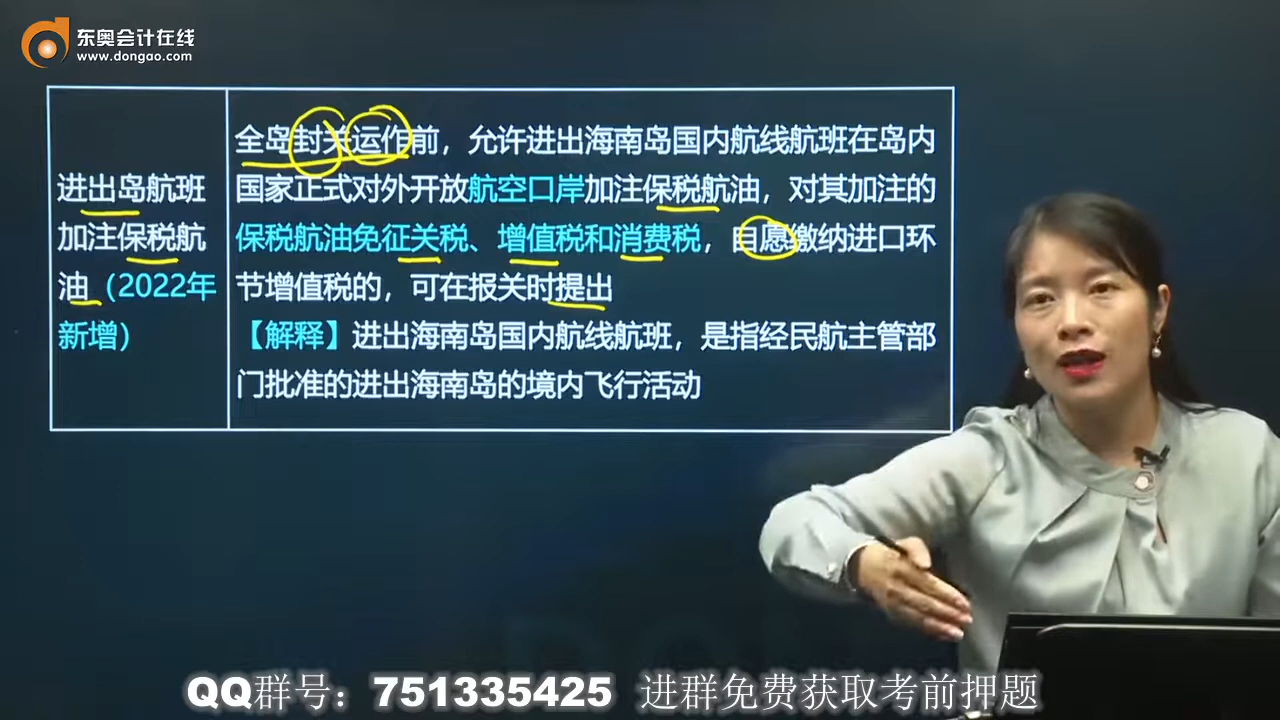 东奥会计在线
www.dongao.com
进出岛航班
加注保税航
油（2022年
新增）
全岛封关运作前，允许进出海南岛国内航线航班在岛内
国家正式对外开放航空口岸加注保税航油，对其加注的
保税航油免征关税、增值税和消费税，自愿缴纳进口环
节增值税的，可在报关时提出
【解释】进出海南岛国内航线航班，是指经民航主管部
门批准的进出海南岛的境内飞行活动
QQ群号：751335425 进群免费获取考前押题